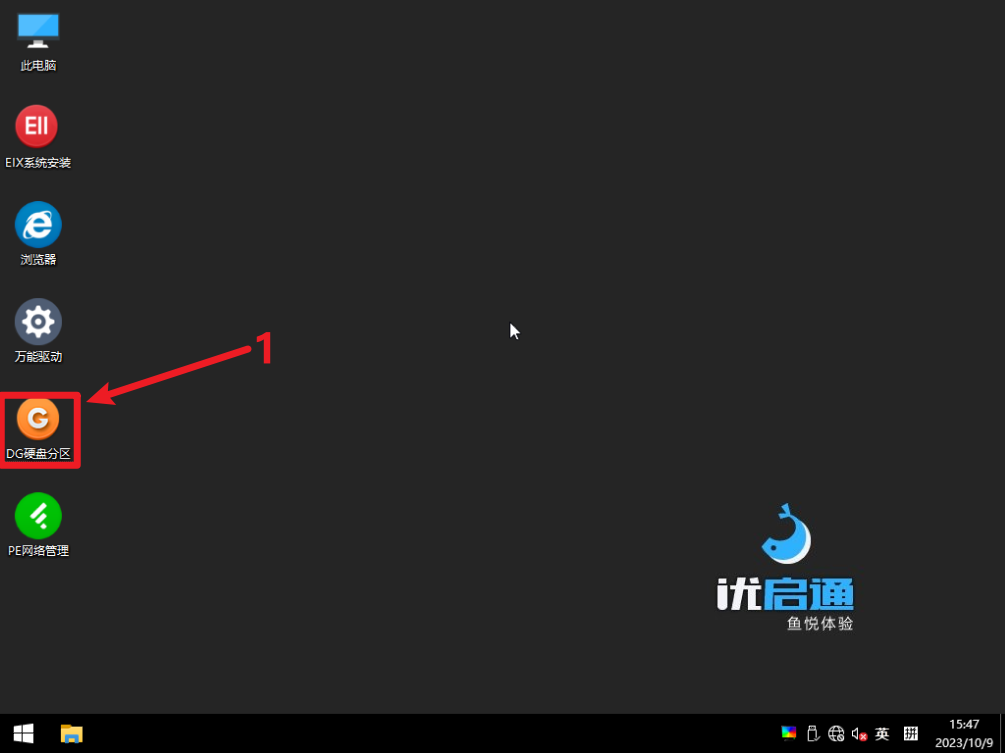 此电脑
EII
EIX系统安装
浏览器
万能驱动
1
G
DG硬盘分区
PE网络管理
优启通
鱼悦体验
英
拼
15:47
2023/10/9